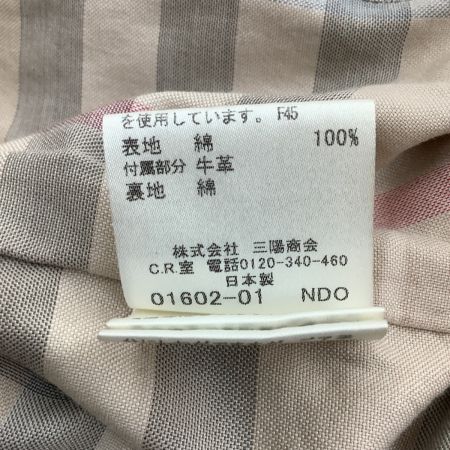 を使用しています。 F45
表地 綿 100%
付属部分 牛革
裏地 綿
株式会社 三陽商会
C.R.室 電話0120-340-460
日本製
01602-01 NDO